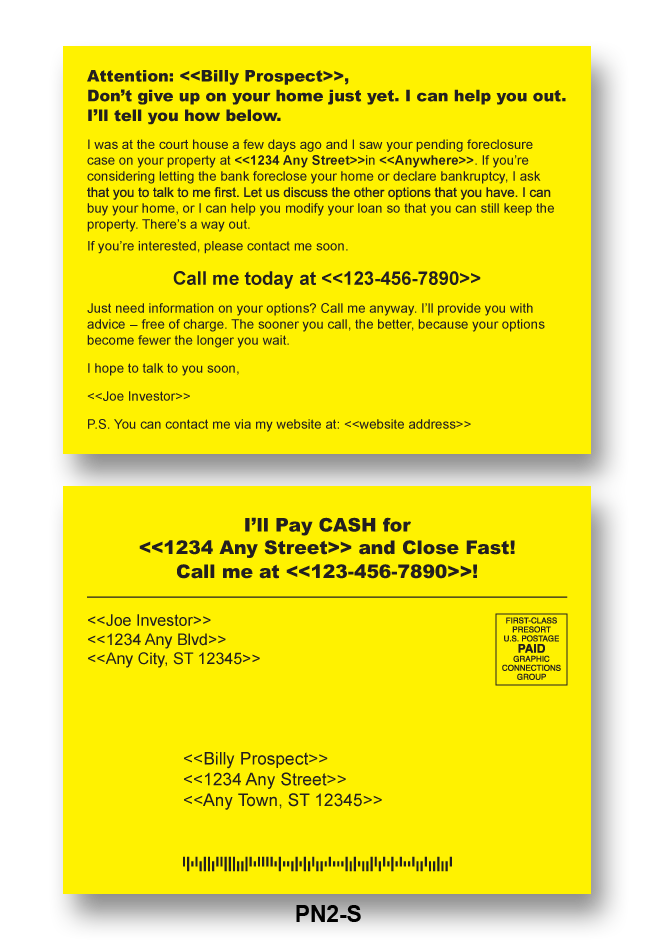 Attention: <<Billy Prospect>>,
Don't give up on your home just yet. I can help you out.
I'll tell you how below.
I was at the court house a few days ago and I saw your pending foreclosure
case on your property at <<1234 Any Street>>in <<Anywhere>>. If you're
considering letting the bank foreclose your home or declare bankruptcy, I ask
that you to talk to me first. Let us discuss the other options that you have. I can
buy your home, or I can help you modify your loan so that you can still keep the
property. There's a way out.
If you're interested, please contact me soon.
Call me today at <<123-456-7890>>
Just need information on your options? Call me anyway. I'll provide you with
advice – free of charge. The sooner you call, the better, because your options
become fewer the longer you wait.
I hope to talk to you soon,
<<Joe Investor>>
P.S. You can contact me via my website at: <<website address>>
I'll Pay CASH for
<<1234 Any Street>> and Close Fast!
Call me at <<123-456-7890>>!
<<Joe Investor>>
<<1234 Any Blvd>>
<<Any City, ST 12345>>
FIRST-CLASS
PRESORT
U.S. POSTAGE
PAID
GRAPHIC
CONNECTIONS
GROUP
<<Billy Prospect>>
<<1234 Any Street>>
<<Any Town, ST 12345>>
PN2-S